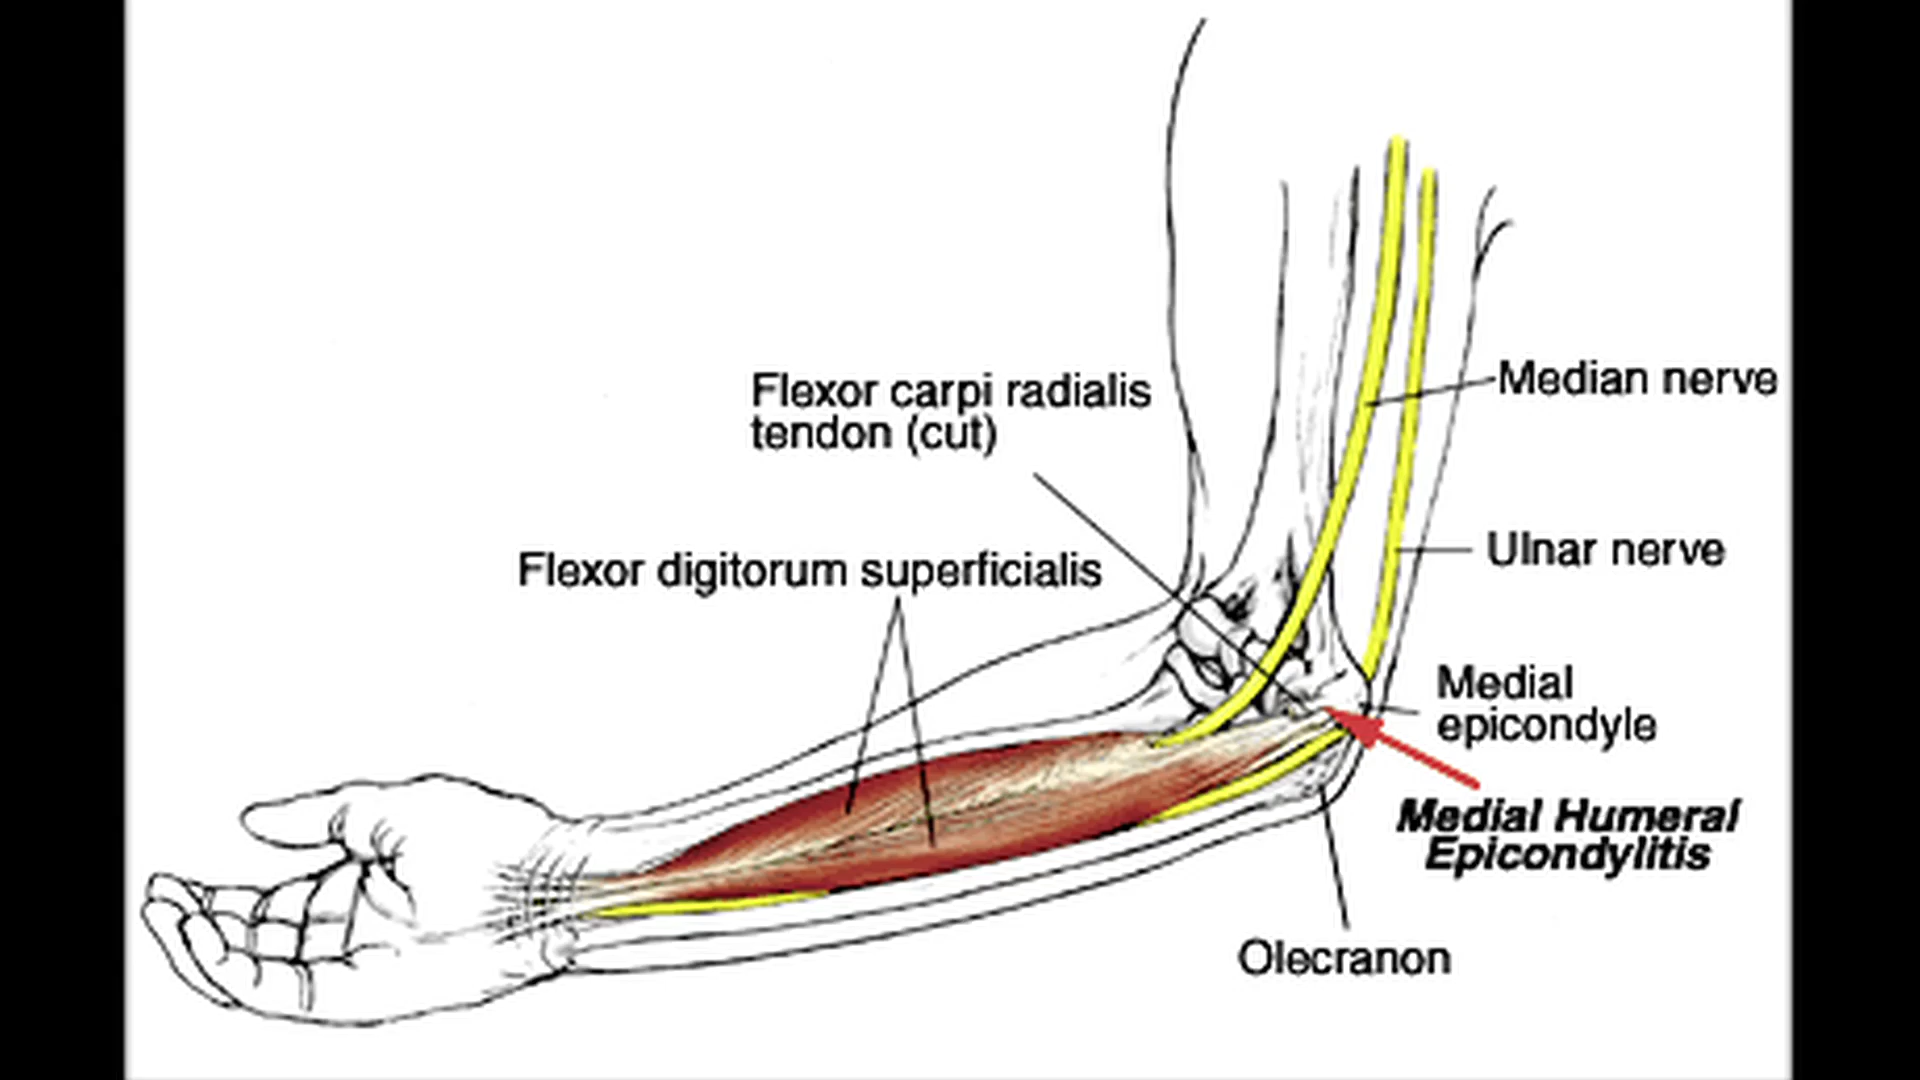 Median nerve
Flexor carpi radialis
tendon (cut)
Ulnar nerve
Flexor digitorum superficialis
Medial
epicondyle
Medial Humeral
Epicondylitis
Olecranon